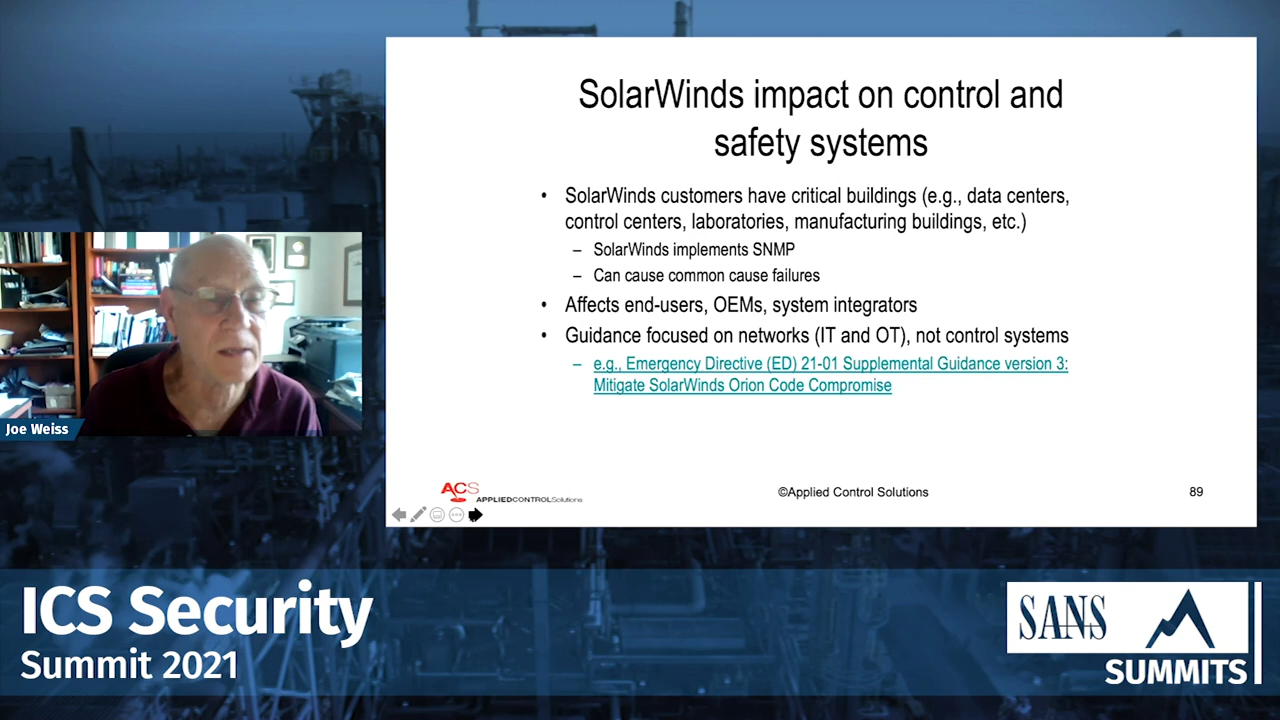 SolarWinds impact on control and
safety systems
• SolarWinds customers have critical buildings (e.g., data centers,
control centers, laboratories, manufacturing buildings, etc.)
– SolarWinds implements SNMP
– Can cause common cause failures
• Affects end-users, OEMs, system integrators
• Guidance focused on networks (IT and OT), not control systems
– e.g., Emergency Directive (ED) 21-01 Supplemental Guidance version 3:
Mitigate SolarWinds Orion Code Compromise
Joe Weiss
ACS
APPLIEDCONTROLSolutions
©Applied Control Solutions
89
ICS Security
Summit 2021
SANS
SUMMITS